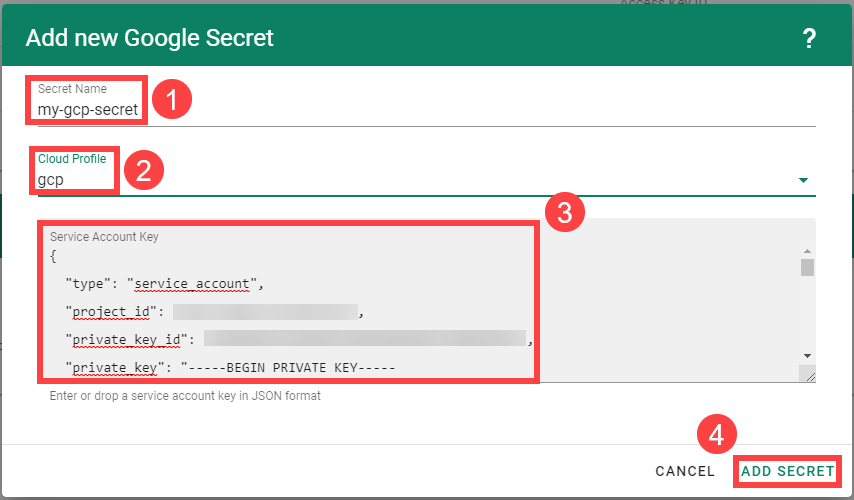 Add new Google Secret ?
Secret Name
my-gcp-secret
1
Cloud Profile
gcp
2
3
Service Account Key
{
"type": "service_account",
"project_id": ,
"private_key_id": ,
"private_key": "-----BEGIN PRIVATE KEY-----
Enter or drop a service account key in JSON format
4
CANCEL ADD SECRET